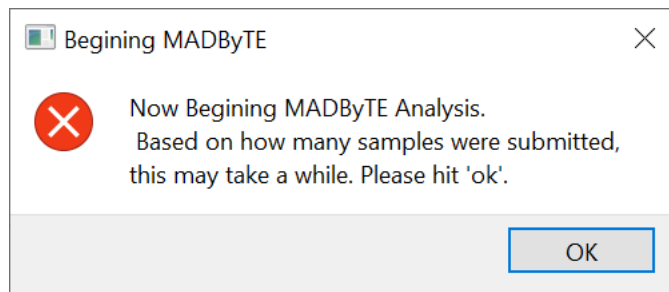 Begining MADByTE
Now Begining MADByTE Analysis.
Based on how many samples were submitted,
this may take a while. Please hit 'ok'.
OK